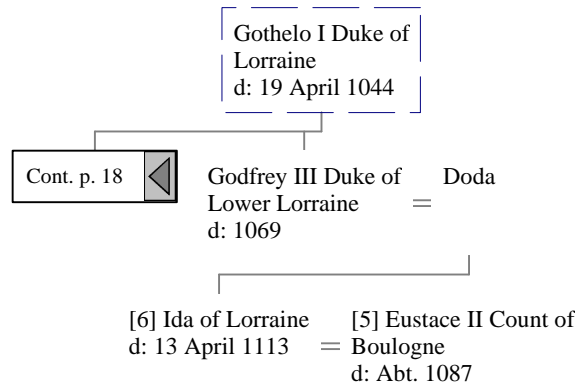 Gothelo I Duke of
Lorraine
d: 19 April 1044
Cont. p. 18
Godfrey III Duke of
Lower Lorraine
d: 1069
=
Doda
[6] Ida of Lorraine
d: 13 April 1113
=
[5] Eustace II Count of
Boulogne
d: Abt. 1087